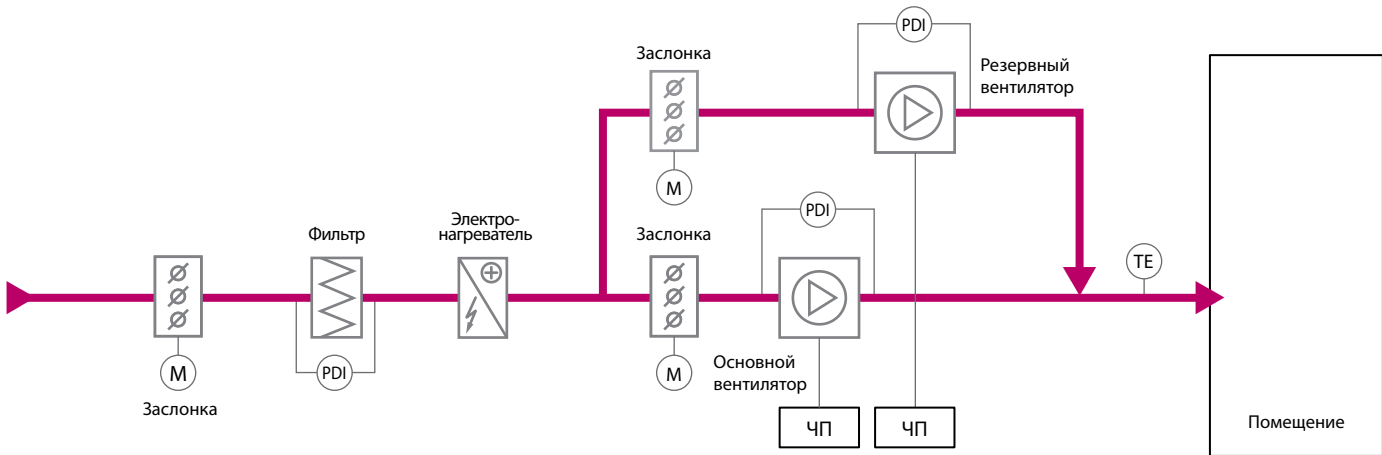 PDI
Заслонка
Резервный
вентилятор
M
Электро-
нагреватель
Фильтр
Заслонка
PDI
TE
M
PDI
M
Заслонка
Основной
вентилятор
ЧП
ЧП
Помещение